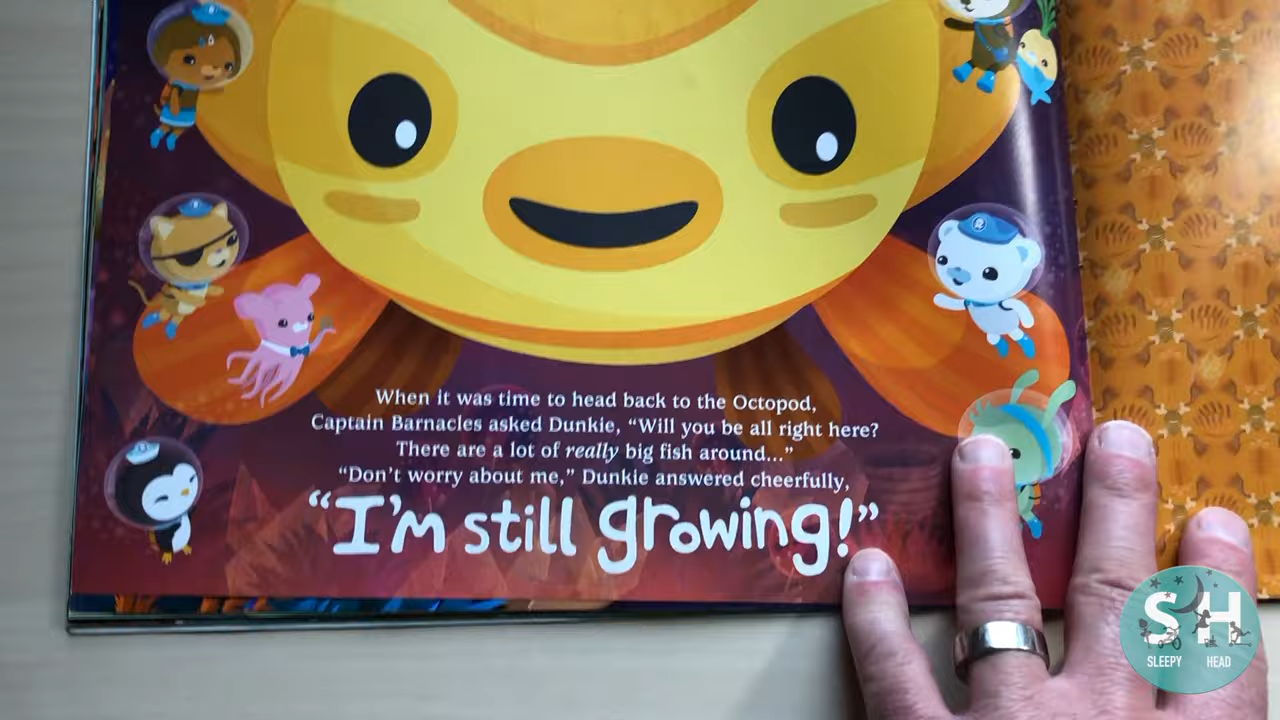 When it was time to head back to the Octopod,
Captain Barnacles asked Dunkie, “Will you be all right here?
There are a lot of really big fish around...”
“Don’t worry about me,” Dunkie answered cheerfully,
“I’m still growing!”
SH
SLEEPY HEAD